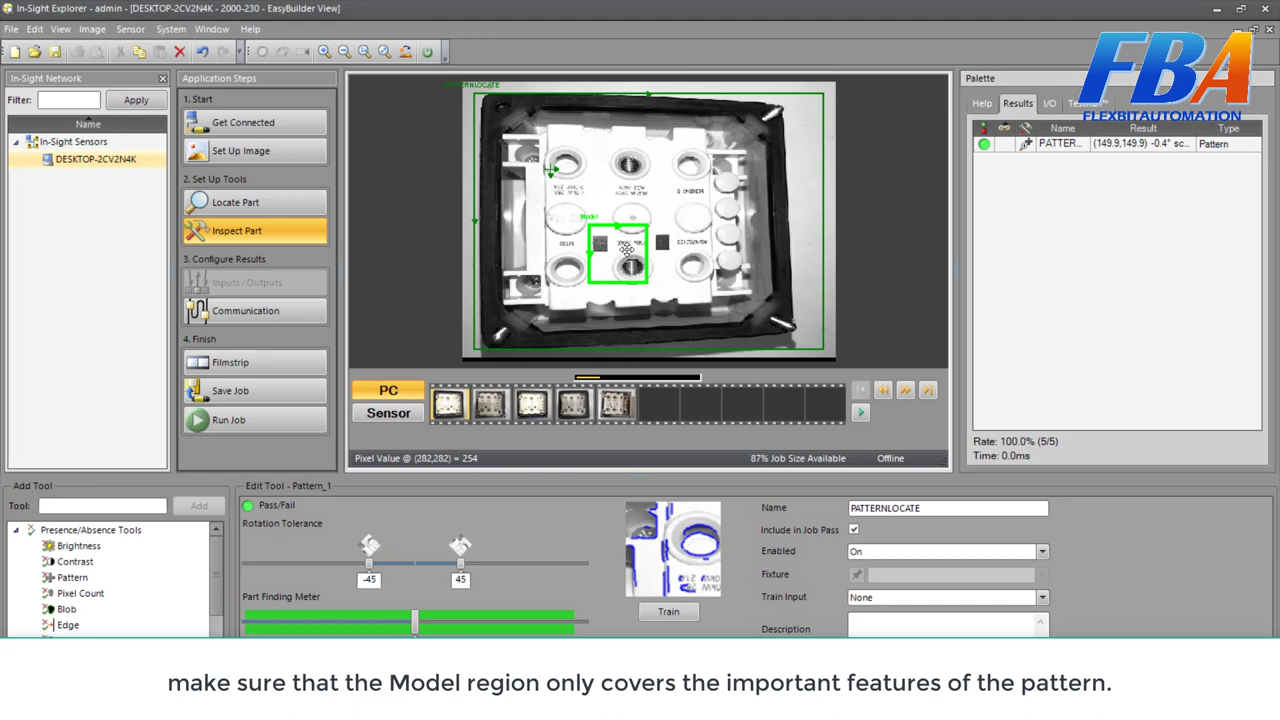 In-Sight Explorer - admin - [DESKTOP-2CV2N4K - 2000-230 - EasyBuilder View]
File Edit View Image Sensor System Window Help
In-Sight Network
Filter:
Apply
Name
In-Sight Sensors
DESKTOP-2CV2N4K
Application Steps
1. Start
Get Connected
Set Up Image
2. Set Up Tools
Locate Part
Inspect Part
3. Configure Results
Inputs / Outputs
Communication
4. Finish
Filmstrip
Save Job
Run Job
PATTERNLOCATE
Model
PC
Sensor
Pixel Value @ (282,282) = 254
87% Job Size Available
Offline
Palette
FBA
FLEXBITAUTOMATION
Help Results I/O
Name Result Type
PATTER... (149.9,149.9) -0.4° sc... Pattern
Rate: 100.0% (5/5)
Time: 0.0ms
Add Tool
Tool:
Add
Presence/Absence Tools
Brightness
Contrast
Pattern
Pixel Count
Blob
Edge
Edit Tool - Pattern_1
Pass/Fail
Rotation Tolerance
-45 45
Part Finding Meter
Train
Name PATTERNLOCATE
Include in Job Pass
Enabled On
Fixture
Train Input None
Description
make sure that the Model region only covers the important features of the pattern.